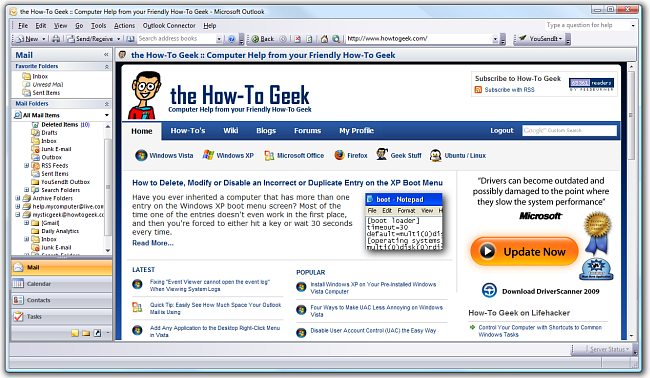 the How-To Geek :: Computer Help from your Friendly How-To Geek - Microsoft Outlook
File Edit View Go Tools Actions Outlook Connector Help
Type a question for help
New Send/Receive Search address books Back http://www.howtogeek.com/ YouSendIt
Mail
the How-To Geek :: Computer Help from your Friendly How-To Geek
Favorite Folders
Inbox
Unread Mail
Sent Items
Mail Folders
All Mail Items
Deleted Items (10)
Drafts
Inbox
Junk E-mail
Outbox
RSS Feeds
Sent Items
YouSendIt Outbox
Search Folders
Archive Folders
help.mycomputer@live.com
mysticgeek@howtogeek.c
[Gmail]
Daily Analytics
Inbox
Junk E-mail
Mail
Calendar
Contacts
Tasks
the How-To Geek
Computer Help from your Friendly How-To Geek
Subscribe to How-To Geek
Subscribe with RSS
readers
BY FEEDBURNER
Home How-To's Wiki Blogs Forums My Profile Logout Google Custom Search
Windows Vista Windows XP Microsoft Office Firefox Geek Stuff Ubuntu / Linux
How to Delete, Modify or Disable an Incorrect or Duplicate Entry on the XP Boot Menu
Have you ever inherited a computer that has more than one
entry on the Windows XP boot menu screen? Most of the
time one of the entries doesn't even work in the first place,
and then you're forced to either hit a key or wait 30 seconds
every time.
Read More...
boot - Notepad
File Edit Format View H
[boot loader]
timeout=30
default=multi(0)dis
[operating systems
multi(0)disk(0)rd
LATEST
Fixing "Event Viewer cannot open the event log"
When Viewing System Logs
Quick Tip: Easily See How Much Space Your Outlook
Mail is Using
Add Any Application to the Desktop Right-Click Menu
in Vista
POPULAR
Install Windows XP on Your Pre-Installed Windows
Vista Computer
Four Ways to Make UAC Less Annoying on Windows
Vista
Disable User Account Control (UAC) the Easy Way
"Drivers can become outdated and
possibly damaged to the point where
they slow the system performance"
Microsoft
Update Now
Download DriverScanner 2009
How-To Geek on Lifehacker
Control Your Computer with Shortcuts to Common
Windows Tasks
Server Status